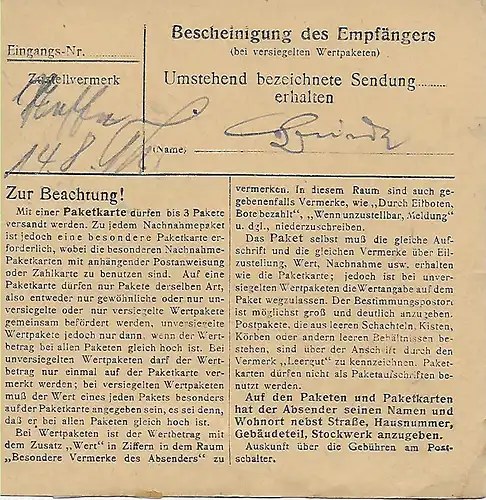 Eingangs-Nr.
Zustellvermerk
14. 8.
Bescheinigung des Empfängers
(bei versiegelten Wertpaketen)
Umstehend bezeichnete Sendung
erhalten
(Name)
Zur Beachtung!
Mit einer Paketkarte dürfen bis 3 Pakete
versandt werden. Zu jedem Nachnahmepaket
ist jedoch eine besondere Paketkarte er-
forderlich, wobei die besonderen Nachnahme-
Paketkarten mit anhängender Postanweisung
oder Zahlkarte zu benutzen sind. Auf eine
Paketkarte dürfen nur Pakete derselben Art,
also entweder nur gewöhnliche oder nur un-
versiegelte oder nur versiegelte Wertpakete
gemeinsam befördert werden, unversiegelte
Wertpakete jedoch nur dann, wenn der Wert-
betrag bei allen Paketen gleich hoch ist. Bei
unversiegelten Wertpaketen darf der Wert-
betrag nur einmal auf der Paketkarte ver-
merkt werden; bei versiegelten Wertpaketen
muß der Wert eines jeden Pakets besonders
auf der Paketkarte angegeben sein, es sei denn,
daß er bei allen Paketen gleich hoch ist.
Bei Wertpaketen ist der Wertbetrag mit
dem Zusatz „Wert" in Ziffern in dem Raum
„Besondere Vermerke des Absenders" zu
vermerken. In diesem Raum sind auch ge-
gebenenfalls Vermerke, wie „Durch Eilboten,
Bote bezahlt", „Wenn unzustellbar, Meldung"
u. dgl., niederzuschreiben.
Das Paket selbst muß die gleiche Auf-
schrift und die gleichen Vermerke über Eil-
zustellung, Wert, Nachnahme usw. erhalten
wie die Paketkarte; jedoch ist bei unver-
siegelten Wertpaketen die Wertangabe auf dem
Paket wegzulassen. Der Bestimmungspostort
ist möglichst groß und deutlich anzugeben.
Postpakete, die aus leeren Schachteln, Kisten,
Körben oder andern leeren Behältnissen be-
stehen, sind über der Anschrift durch den
Vermerk „Leergut" zu kennzeichnen. Paket-
karten dürfen nicht als Paketaufschriften be-
nutzt werden.
Auf den Paketen und Paketkarten
hat der Absender seinen Namen und
Wohnort nebst Straße, Hausnummer,
Gebäudeteil, Stockwerk anzugeben.
Auskunft über die Gebühren am Post-
schalter.